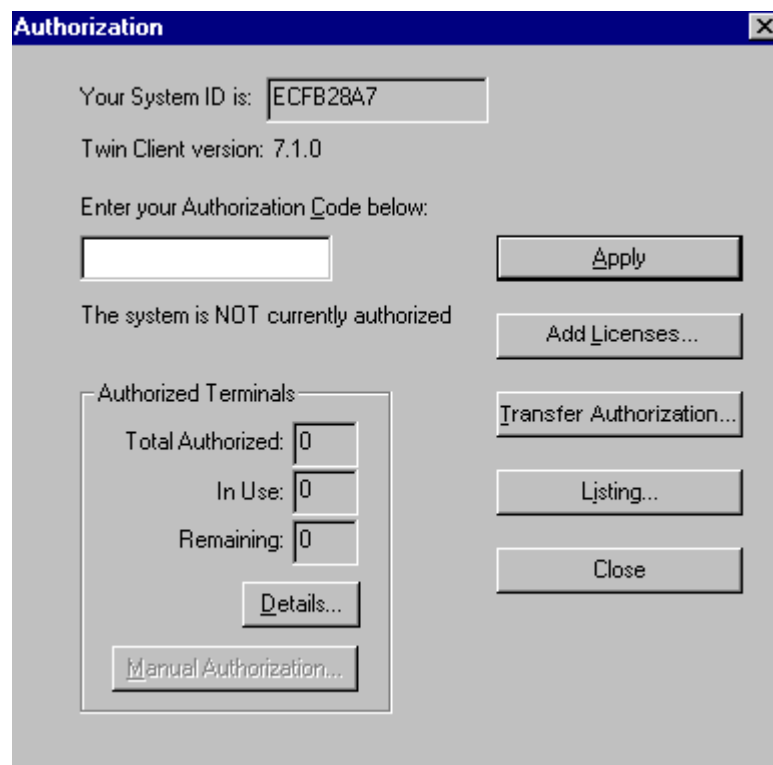 Authorization
Your System ID is: ECFB28A7
Twin Client version: 7.1.0
Enter your Authorization Code below:
Apply
The system is NOT currently authorized
Add Licenses...
Authorized Terminals
Transfer Authorization...
Total Authorized: 0
In Use: 0
Listing...
Remaining: 0
Close
Details...
Manual Authorization...